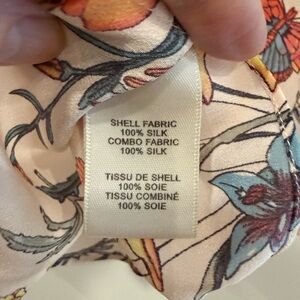 SHELL FABRIC
100% SILK
COMBO FABRIC
100% SILK
TISSU DE SHELL
100% SOIE
TISSU COMBINÉ
100% SOIE